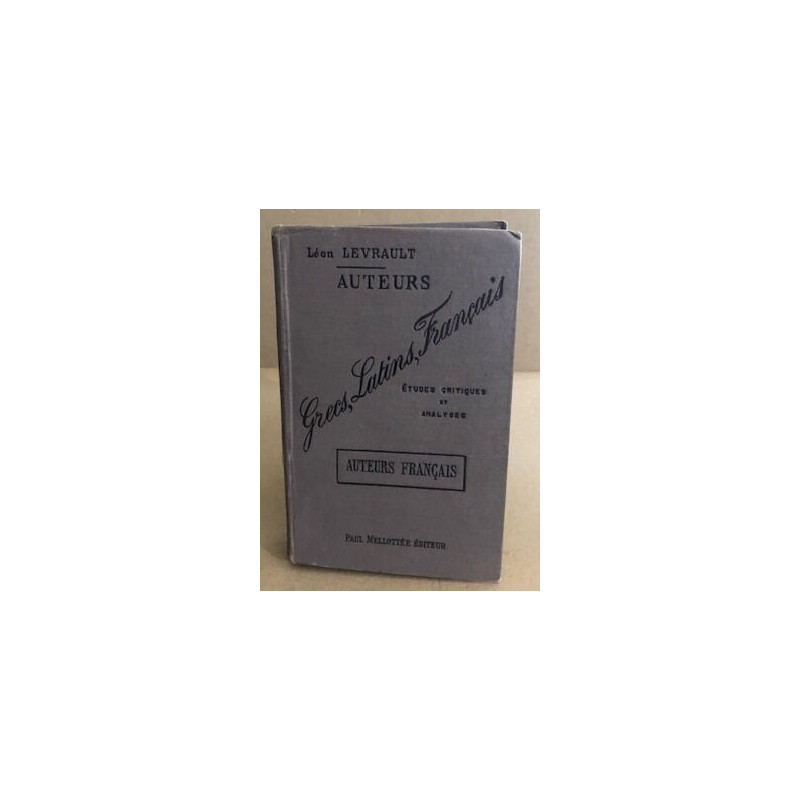 Léon LEVRAULT
AUTEURS
Grecs, Latins, Français
ÉTUDES CRITIQUES
ET
ANALYSES
AUTEURS FRANÇAIS
PAUL MELLOTTÉE ÉDITEUR